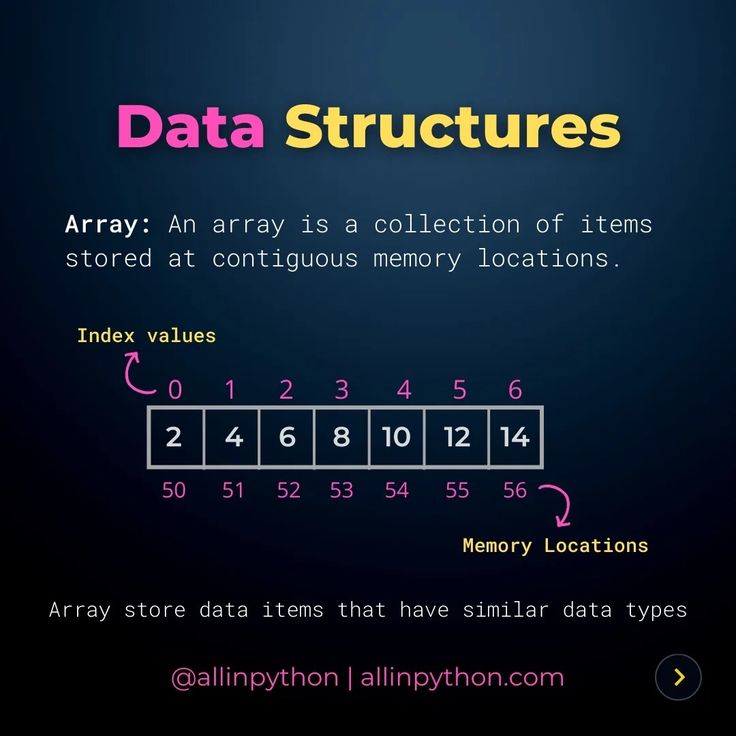 Data Structures
Array: An array is a collection of items
stored at contiguous memory locations.
Index values
0 1 2 3 4 5 6
2 4 6 8 10 12 14
50 51 52 53 54 55 56
Memory Locations
Array store data items that have similar data types
@allinpython | allinpython.com